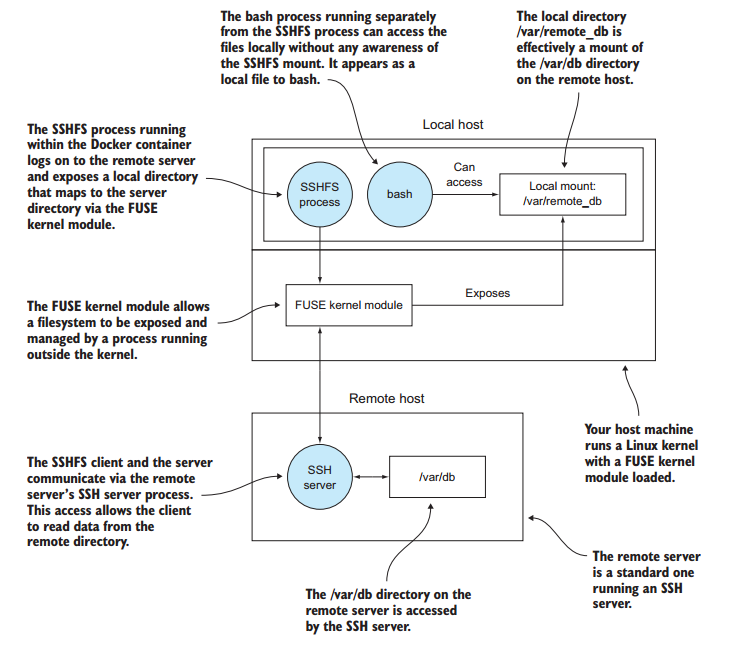 The bash process running separately
from the SSHFS process can access the
files locally without any awareness of
the SSHFS mount. It appears as a
local file to bash.
The local directory
/var/remote_db is
effectively a mount of
the /var/db directory
on the remote host.
Local host
The SSHFS process running
within the Docker container
logs on to the remote server
and exposes a local directory
that maps to the server
directory via the FUSE
kernel module.
SSHFS
process
bash
Can
access
Local mount:
/var/remote_db
The FUSE kernel module allows
a filesystem to be exposed and
managed by a process running
outside the kernel.
FUSE kernel module
Exposes
Remote host
Your host machine
runs a Linux kernel
with a FUSE kernel
module loaded.
The SSHFS client and the server
communicate via the remote
server's SSH server process.
This access allows the client
to read data from the
remote directory.
SSH
server
/var/db
The remote server
is a standard one
running an SSH
server.
The /var/db directory on the
remote server is accessed
by the SSH server.